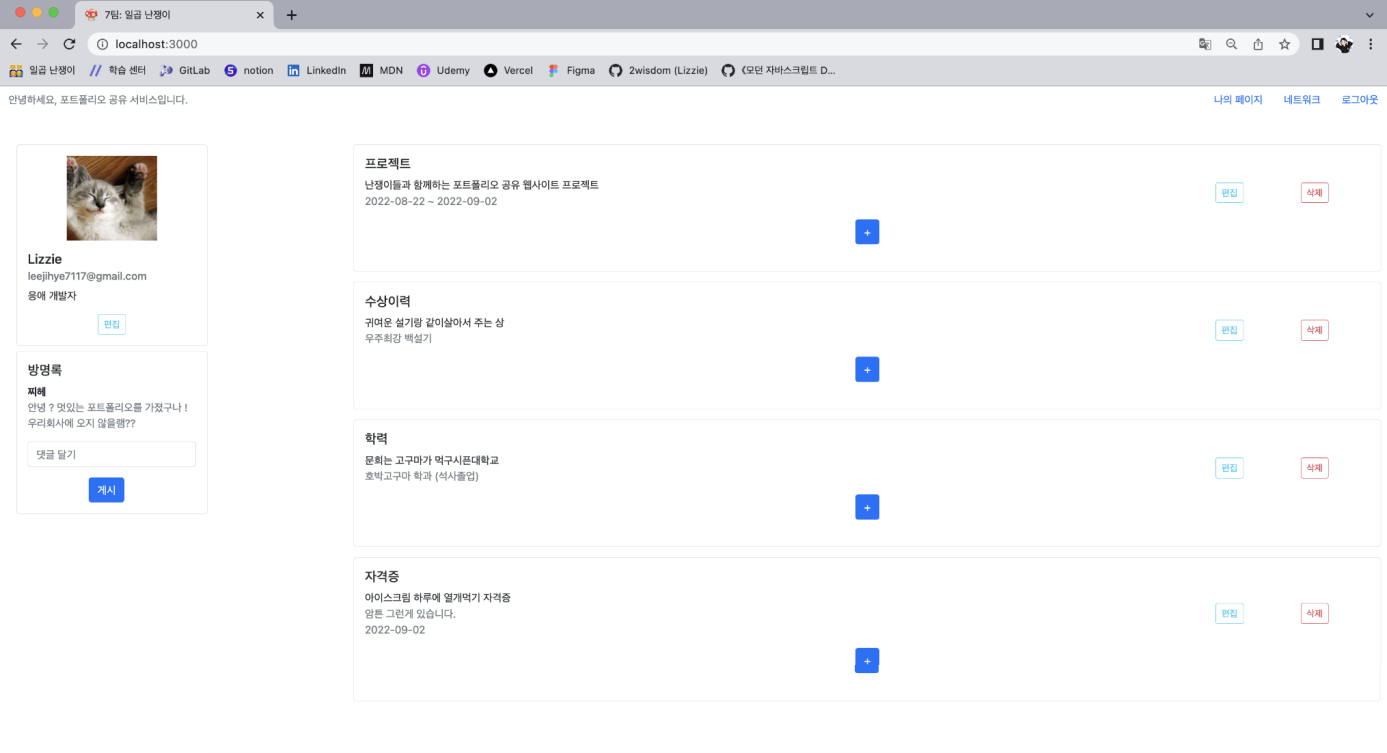 7팀: 일곱 난쟁이
localhost:3000
일곱 난쟁이 학습 센터 GitLab notion LinkedIn MDN Udemy Vercel Figma 2wisdom (Lizzie) 《모던 자바스크립트 D...
안녕하세요, 포트폴리오 공유 서비스입니다. 나의 페이지 네트워크 로그아웃
Lizzie
leejihye7117@gmail.com
응애 개발자
편집
방명록
찌헤
안녕 ? 멋있는 포트폴리오를 가졌구나 !
우리회사에 오지 않을램??
댓글 달기
게시
프로젝트
난쟁이들과 함께하는 포트폴리오 공유 웹사이트 프로젝트
2022-08-22 ~ 2022-09-02
편집 삭제
+
수상이력
귀여운 설기랑 같이살아서 주는 상
우주최강 백설기
편집 삭제
+
학력
문희는 고구마가 먹구시픈대학교
호박고구마 학과 (석사졸업)
편집 삭제
+
자격증
아이스크림 하루에 열개먹기 자격증
암튼 그런게 있습니다.
2022-09-02
편집 삭제
+